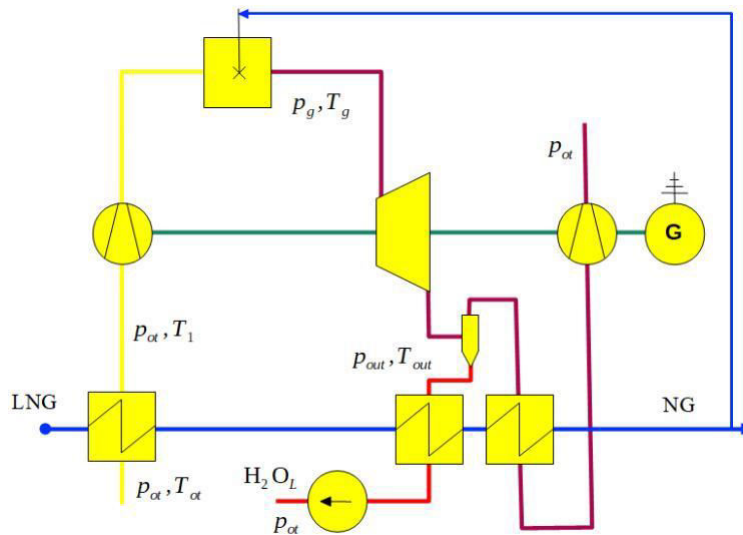 p_g, T_g
p_ot
G
p_ot, T_1
p_out, T_out
LNG
NG
H_2O_L
p_ot, T_ot
p_ot